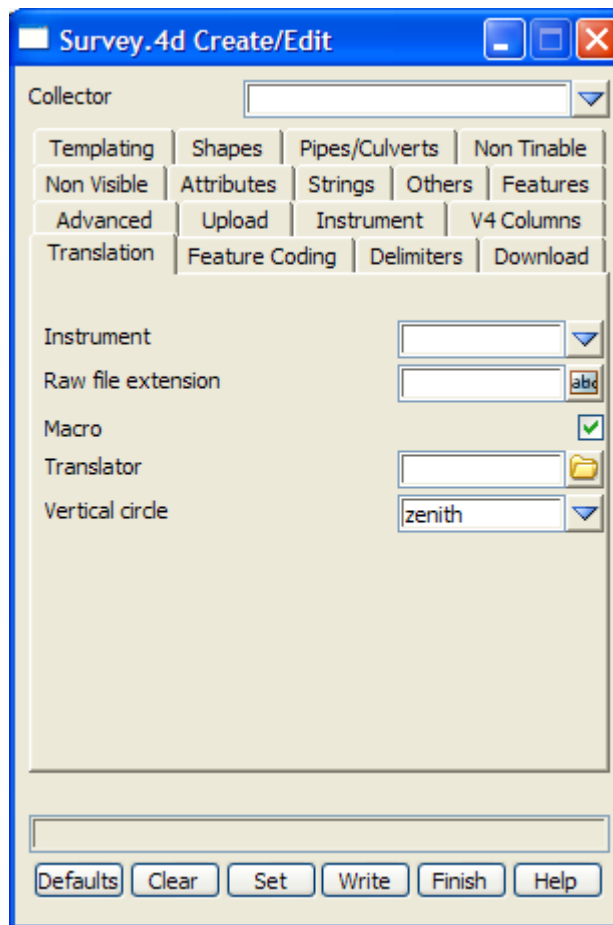 Survey.4d Create/Edit
Collector
Templating Shapes Pipes/Culverts Non Tinable
Non Visible Attributes Strings Others Features
Advanced Upload Instrument V4 Columns
Translation Feature Coding Delimiters Download
Instrument
Raw file extension abc
Macro
Translator
Vertical circle zenith
Defaults Clear Set Write Finish Help